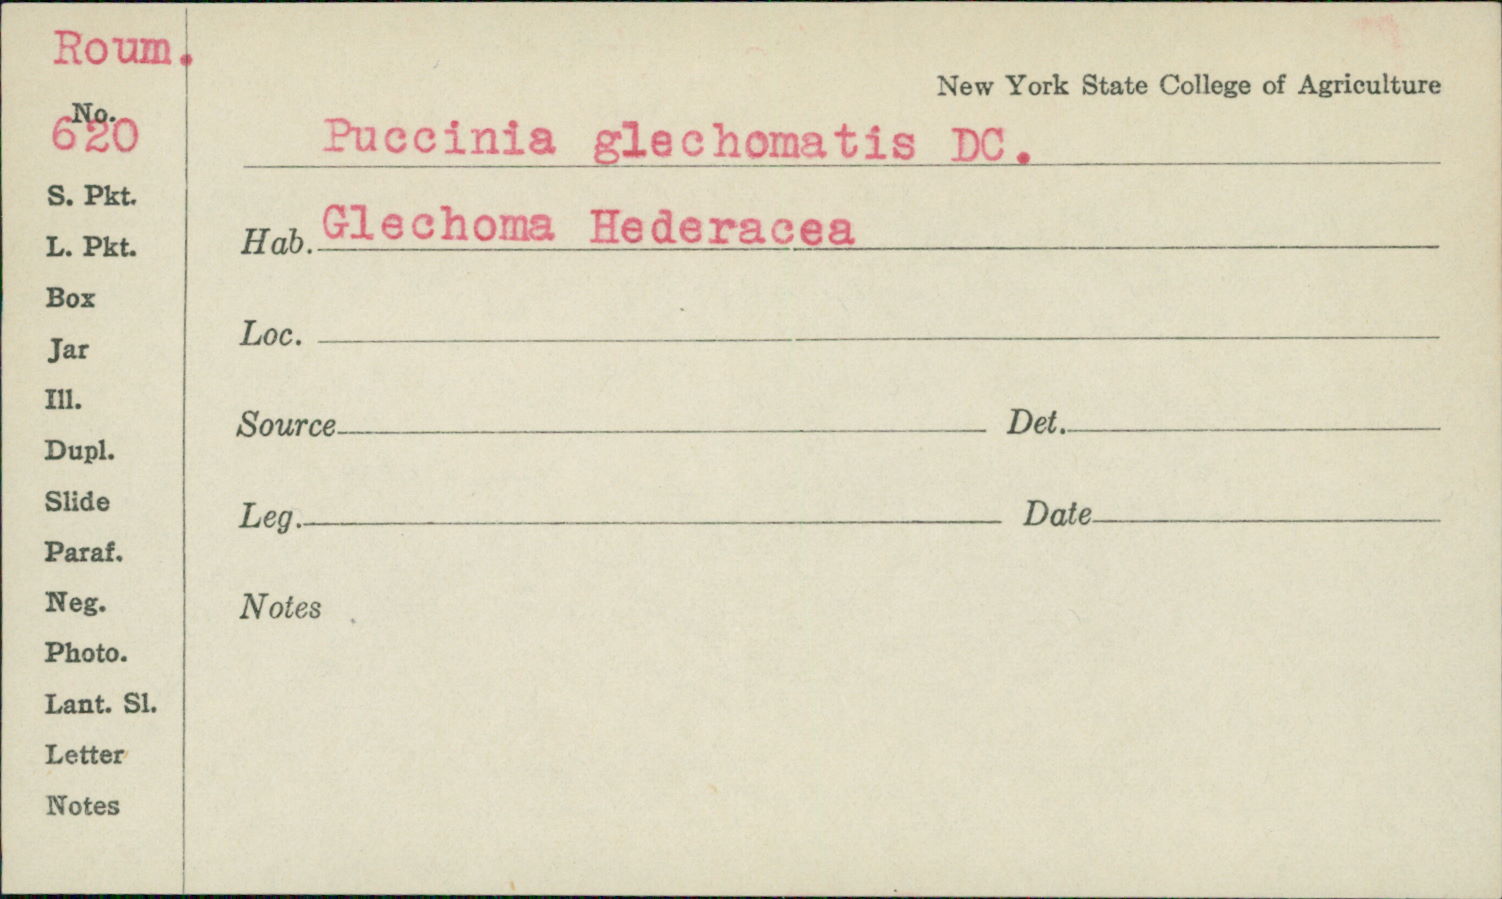 Roum.
New York State College of Agriculture
No.
620
Puccinia glechomatis DC.
S. Pkt.
Hab. Glechoma Hederacea
L. Pkt.
Box
Loc.
Jar
Ill.
Source Det.
Dupl.
Slide
Leg. Date
Paraf.
Neg.
Notes
Photo.
Lant. Sl.
Letter
Notes